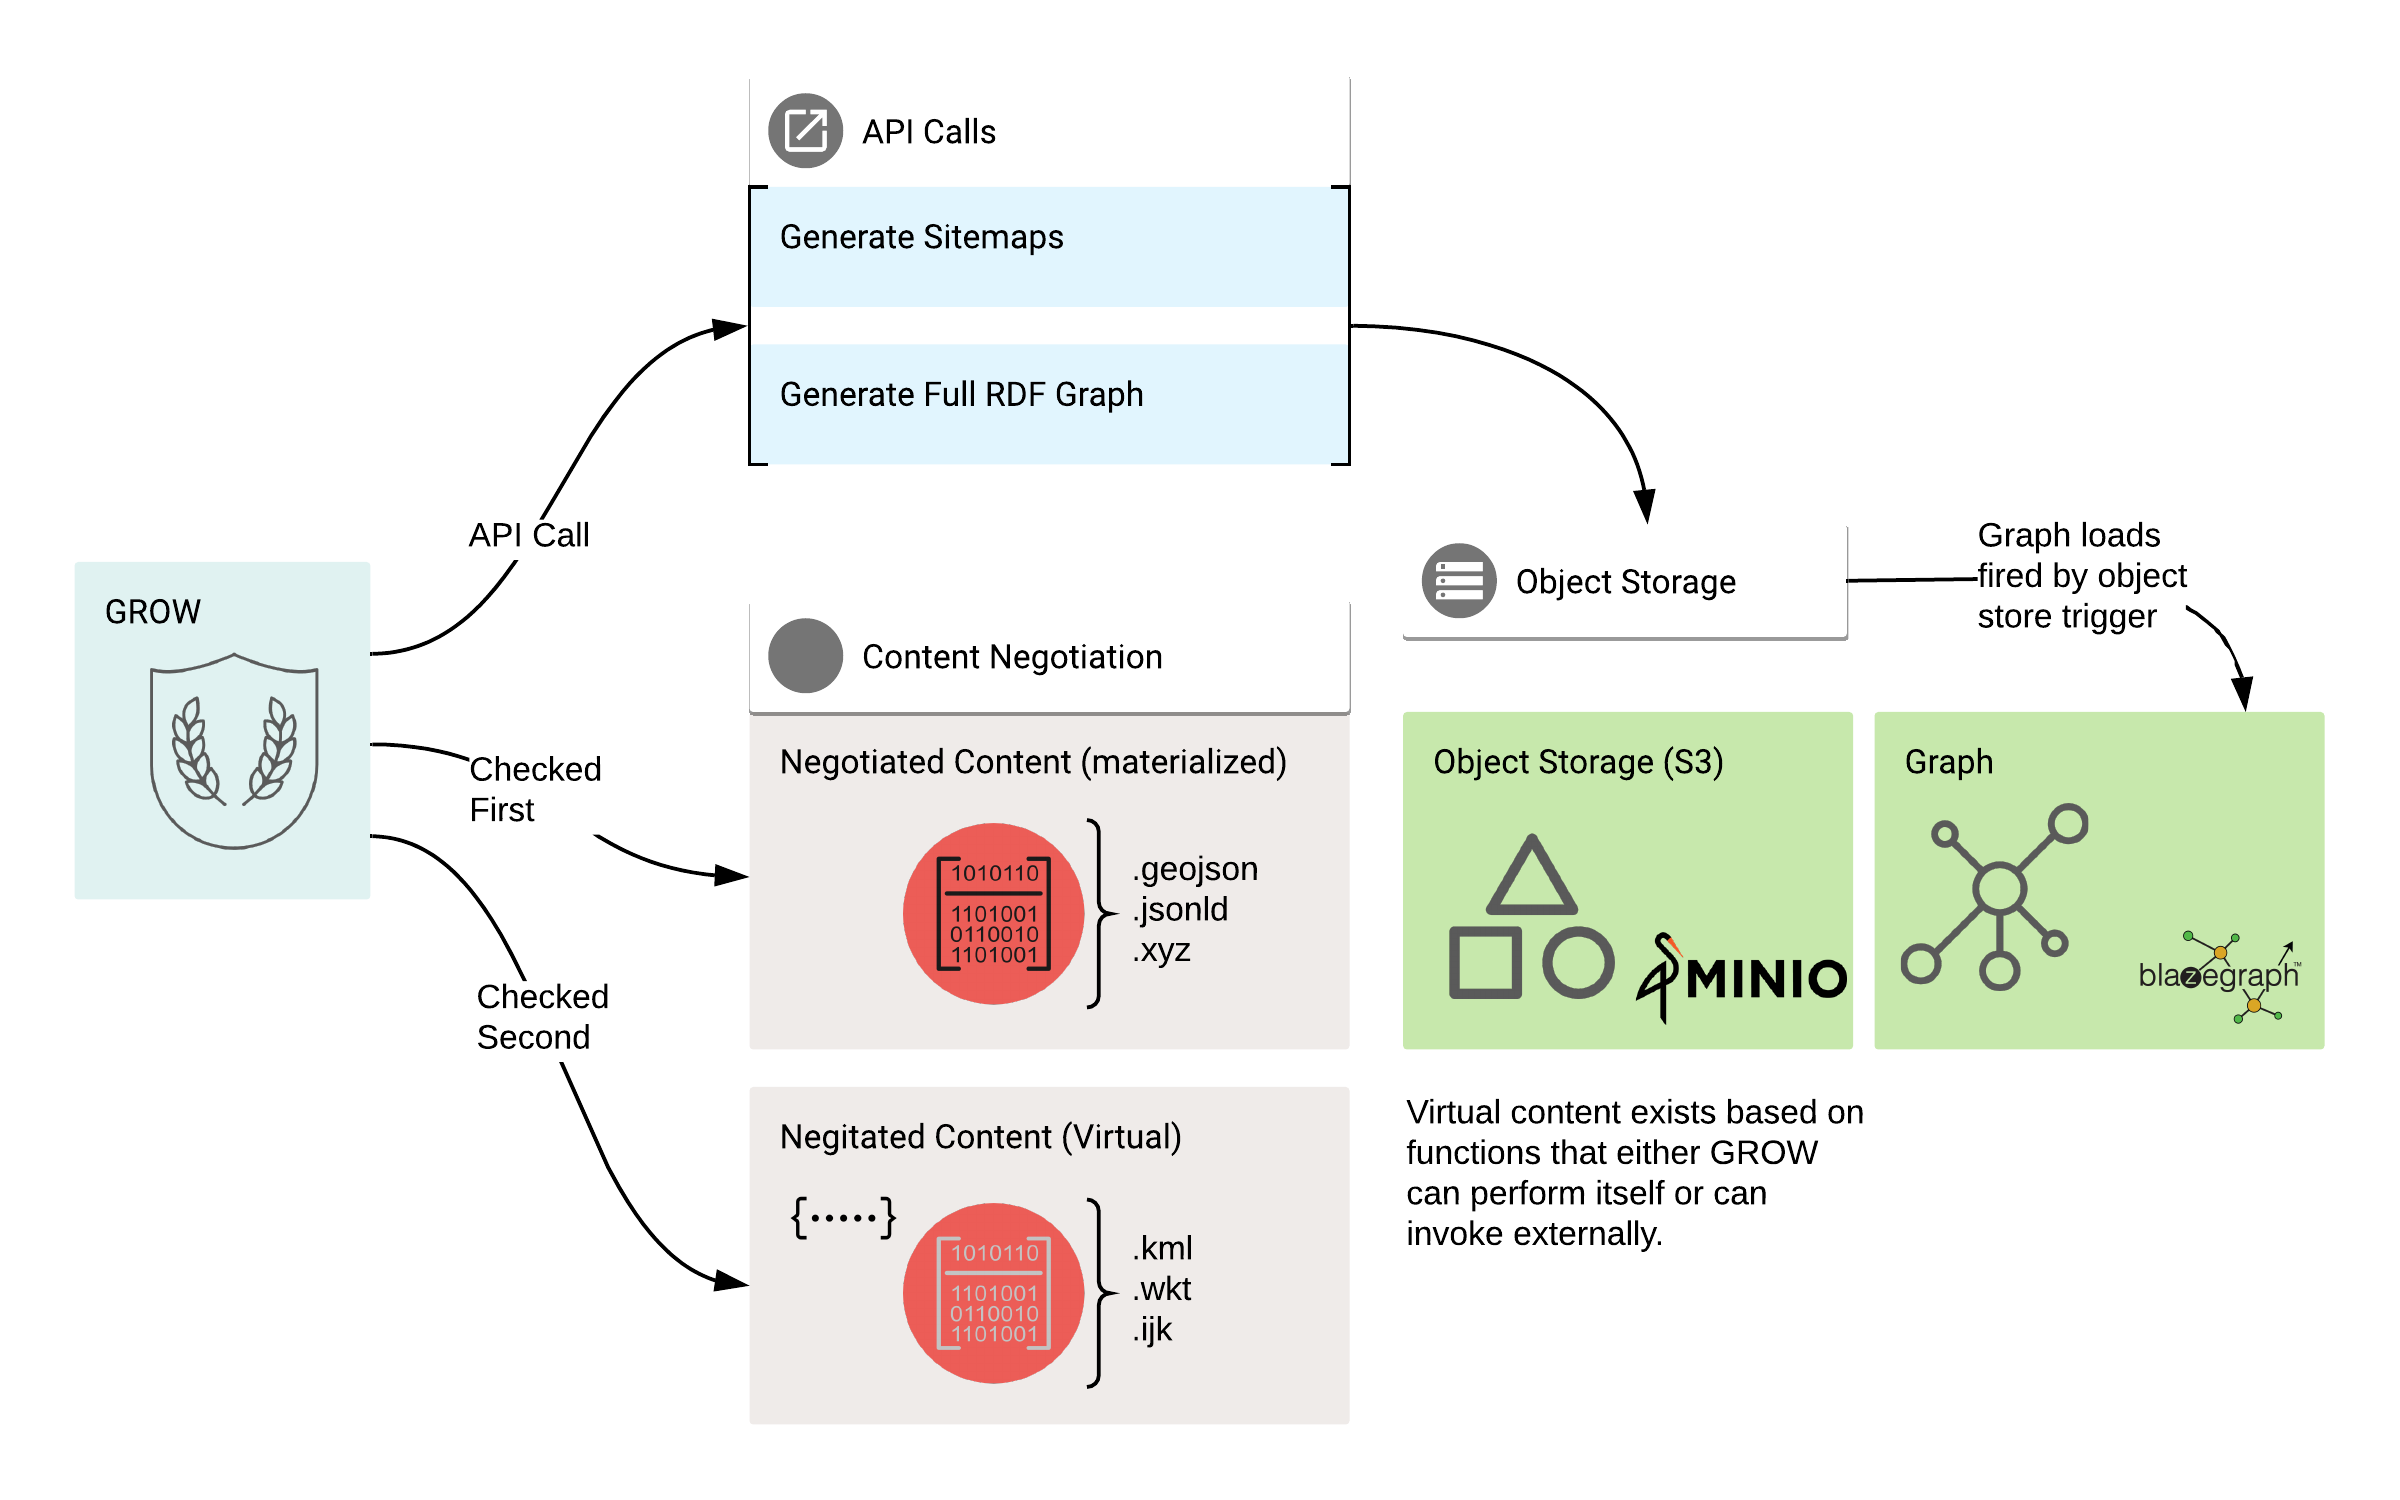 API Calls
Generate Sitemaps
Generate Full RDF Graph
API Call
GROW
Checked
First
Checked
Second
Content Negotiation
Negotiated Content (materialized)
1010110
1101001
0110010
1101001
.geojson
.jsonld
.xyz
Negitated Content (Virtual)
{·····}
1010110
1101001
0110010
1101001
.kml
.wkt
.ijk
Object Storage
Graph loads
fired by object
store trigger
Object Storage (S3)
MINIO
Graph
blazegraph™
Virtual content exists based on
functions that either GROW
can perform itself or can
invoke externally.